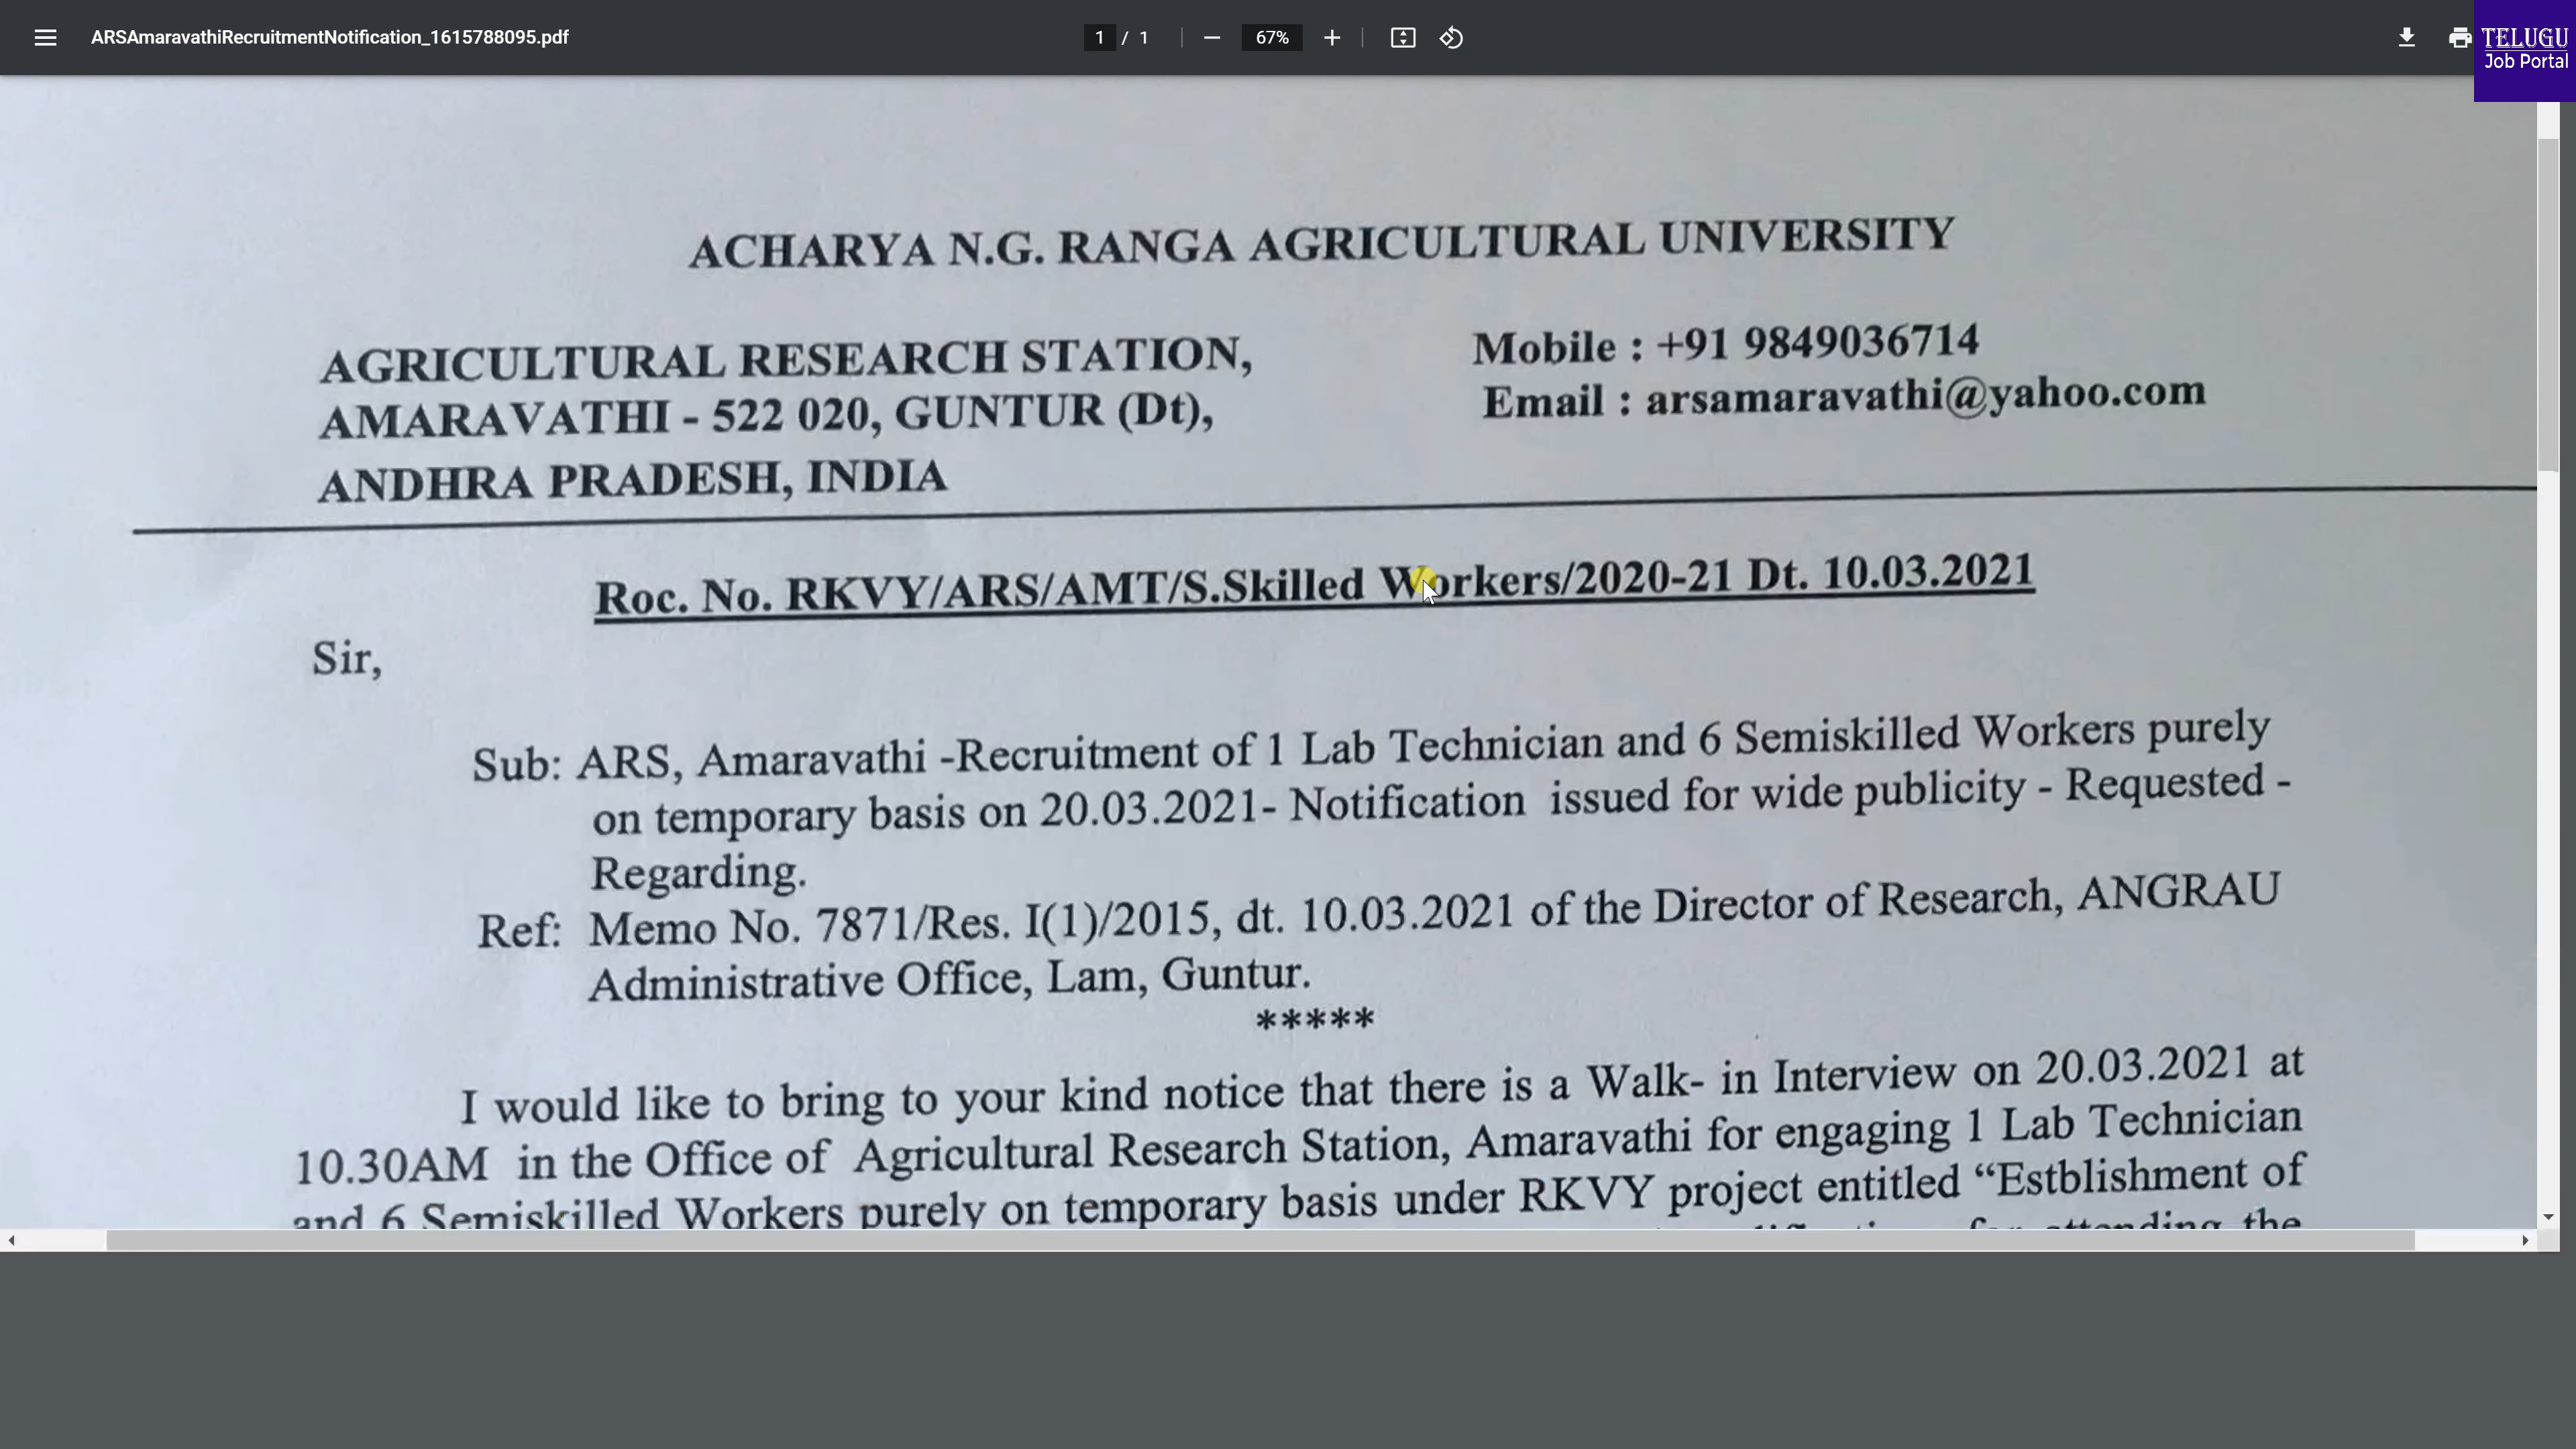 ARSAmaravathiRecruitmentNotification_1615788095.pdf
1 / 1
67%
TELUGU
Job Portal
ACHARYA N.G. RANGA AGRICULTURAL UNIVERSITY
AGRICULTURAL RESEARCH STATION,
AMARAVATHI - 522 020, GUNTUR (Dt),
ANDHRA PRADESH, INDIA
Mobile : +91 9849036714
Email : arsamaravathi@yahoo.com
Roc. No. RKVY/ARS/AMT/S.Skilled Workers/2020-21 Dt. 10.03.2021
Sir,
Sub: ARS, Amaravathi -Recruitment of 1 Lab Technician and 6 Semiskilled Workers purely
on temporary basis on 20.03.2021- Notification issued for wide publicity - Requested -
Regarding.
Ref: Memo No. 7871/Res. I(1)/2015, dt. 10.03.2021 of the Director of Research, ANGRAU
Administrative Office, Lam, Guntur.
*****
I would like to bring to your kind notice that there is a Walk- in Interview on 20.03.2021 at
10.30AM in the Office of Agricultural Research Station, Amaravathi for engaging 1 Lab Technician
and 6 Semiskilled Workers purely on temporary basis under RKVY project entitled “Estblishment of
for attending the